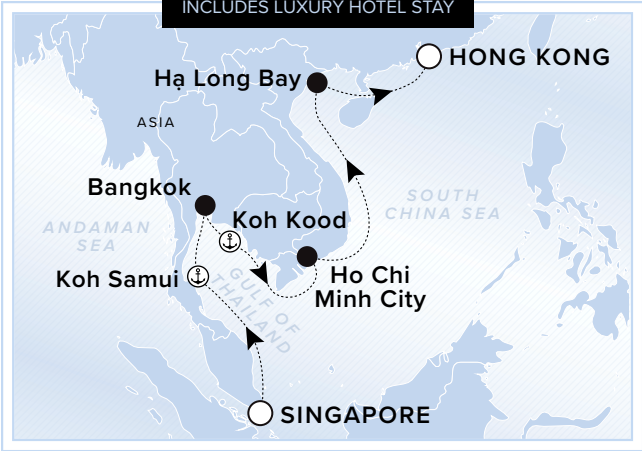 INCLUDES LUXURY HOTEL STAY
HONG KONG
Hạ Long Bay
ASIA
Bangkok
SOUTH
CHINA SEA
Koh Kood
ANDAMAN
SEA
Koh Samui
GULF OF
THAILAND
Ho Chi
Minh City
SINGAPORE